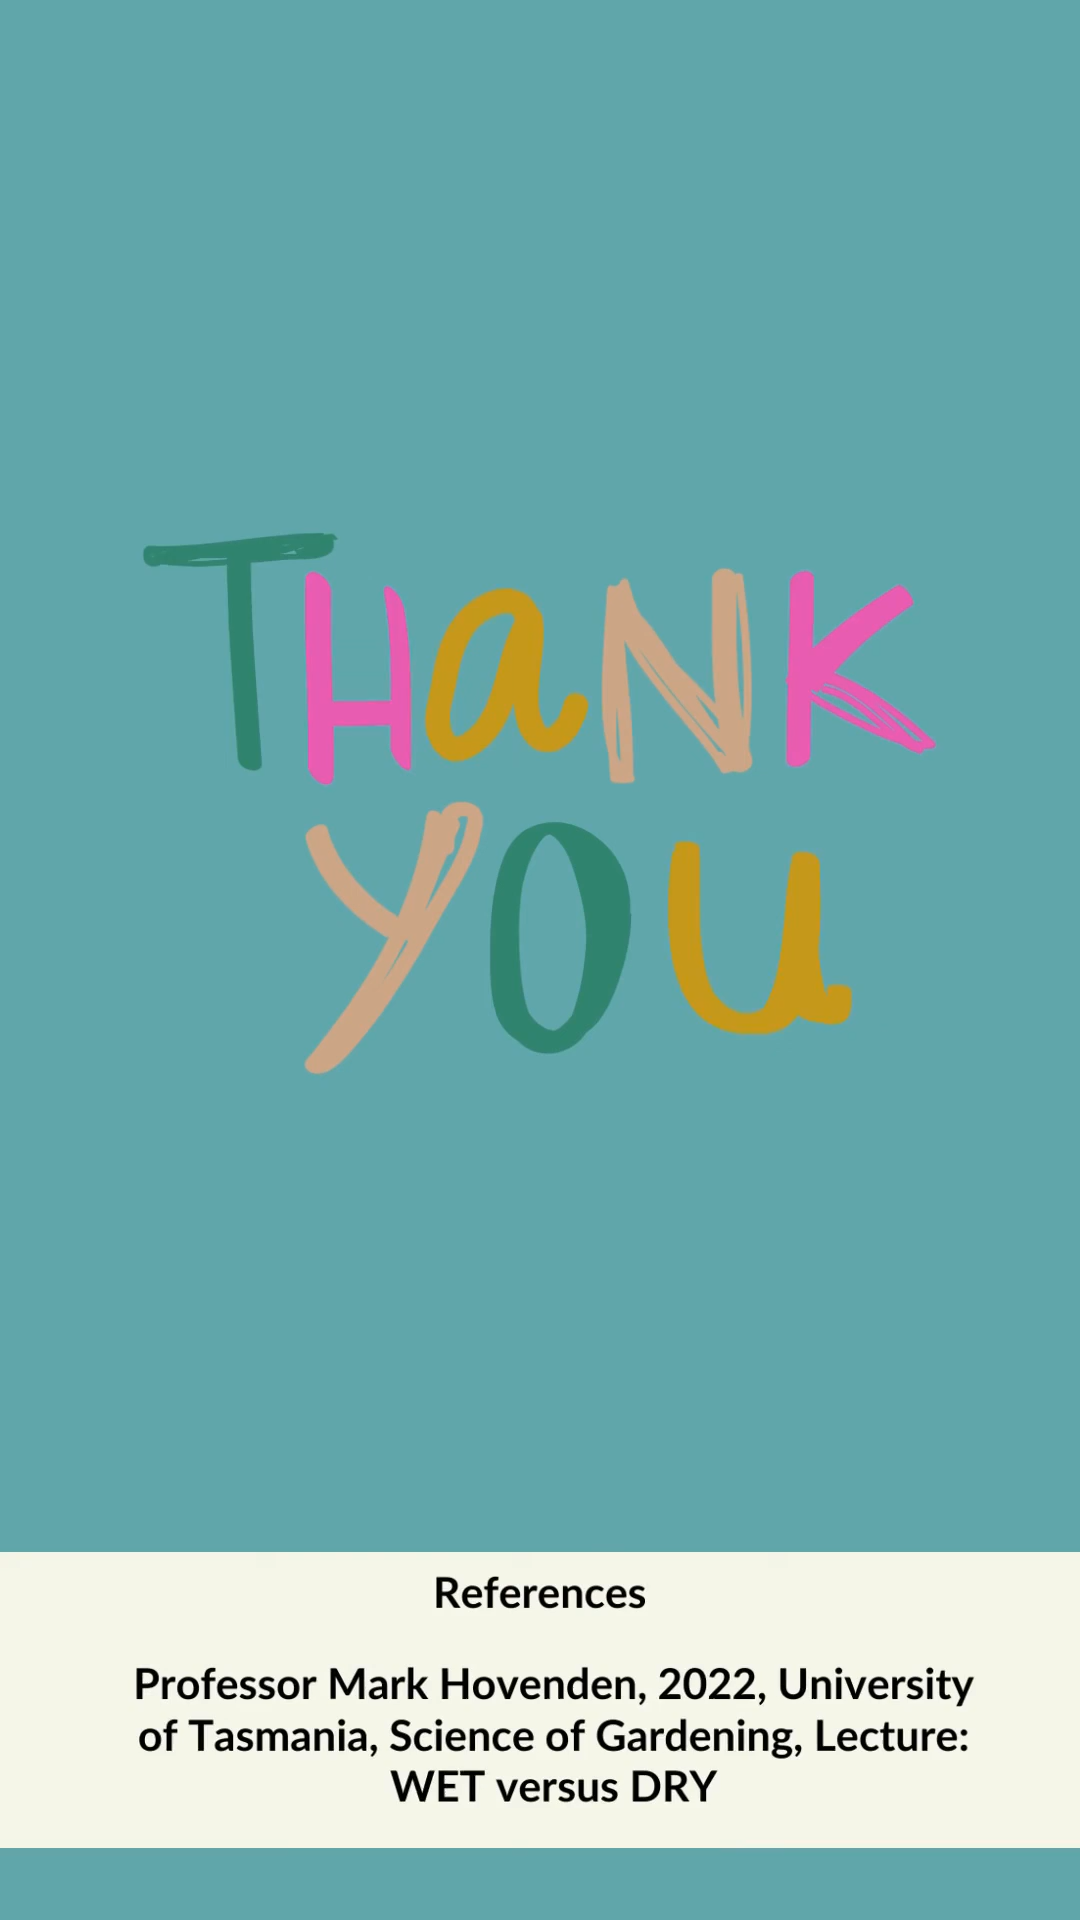 THaNK
YOU
References
Professor Mark Hovenden, 2022, University
of Tasmania, Science of Gardening, Lecture:
WET versus DRY